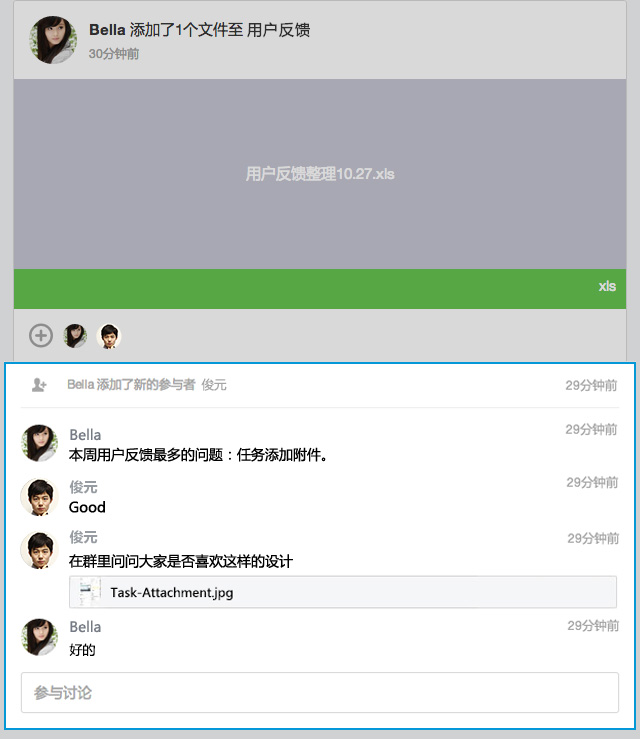 Bella 添加了1个文件至 用户反馈
30分钟前
用户反馈整理10.27.xls
xls
Bella 添加了新的参与者 俊元 29分钟前
Bella 29分钟前
本周用户反馈最多的问题：任务添加附件。
俊元 29分钟前
Good
俊元 29分钟前
在群里问问大家是否喜欢这样的设计
Task-Attachment.jpg
Bella 29分钟前
好的
参与讨论